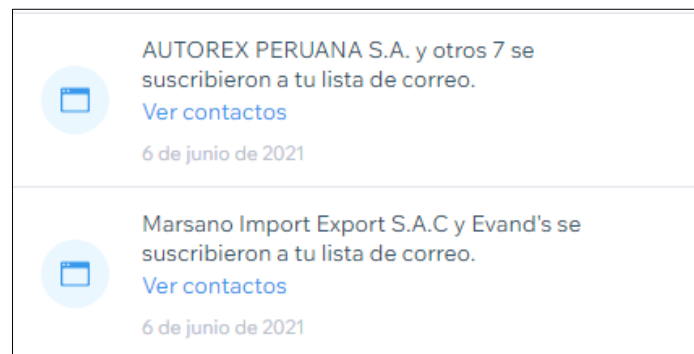 AUTOREX PERUANA S.A. y otros 7 se
suscribieron a tu lista de correo.
Ver contactos
6 de junio de 2021
Marsano Import Export S.A.C y Evand's se
suscribieron a tu lista de correo.
Ver contactos
6 de junio de 2021